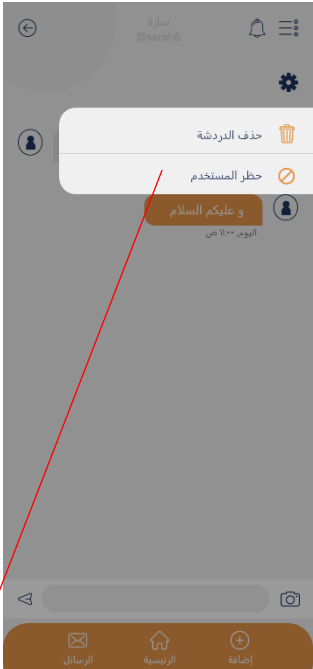 سارة
@sarah6
حذف الدردشة
حظر المستخدم
و عليكم السلام
اليوم، ١١:٠٠ ص
إضافة
الرئيسية
الرسائل